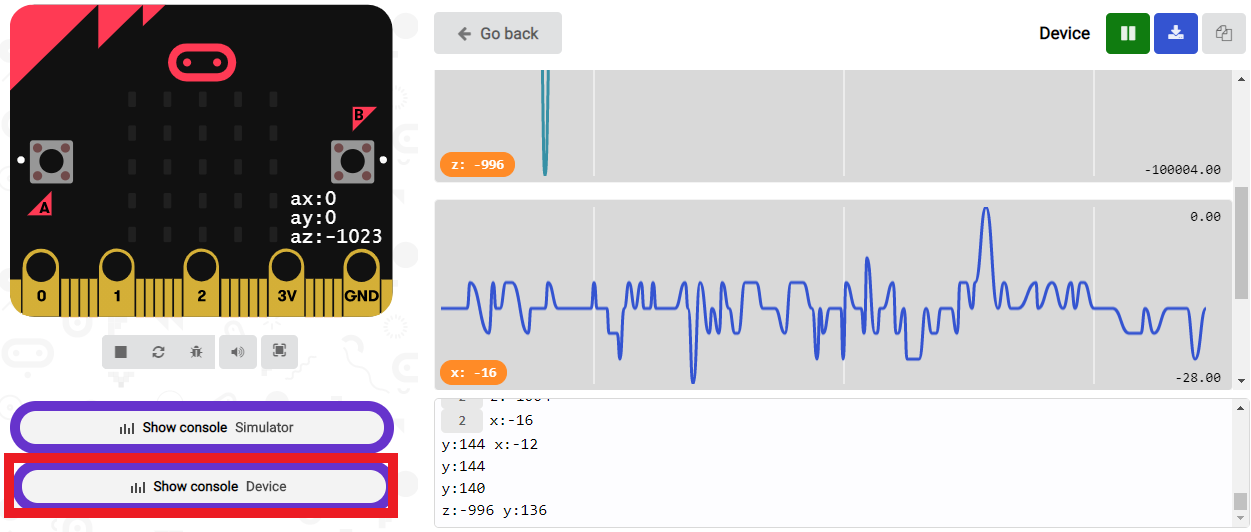 B
A
ax:0
ay:0
az:-1023
0 1 2 3V GND
Show console Simulator
Show console Device
Go back
Device
z: -996
-100004.00
0.00
x: -16
-28.00
2 x:-16
y:144 x:-12
y:144
y:140
z:-996 y:136